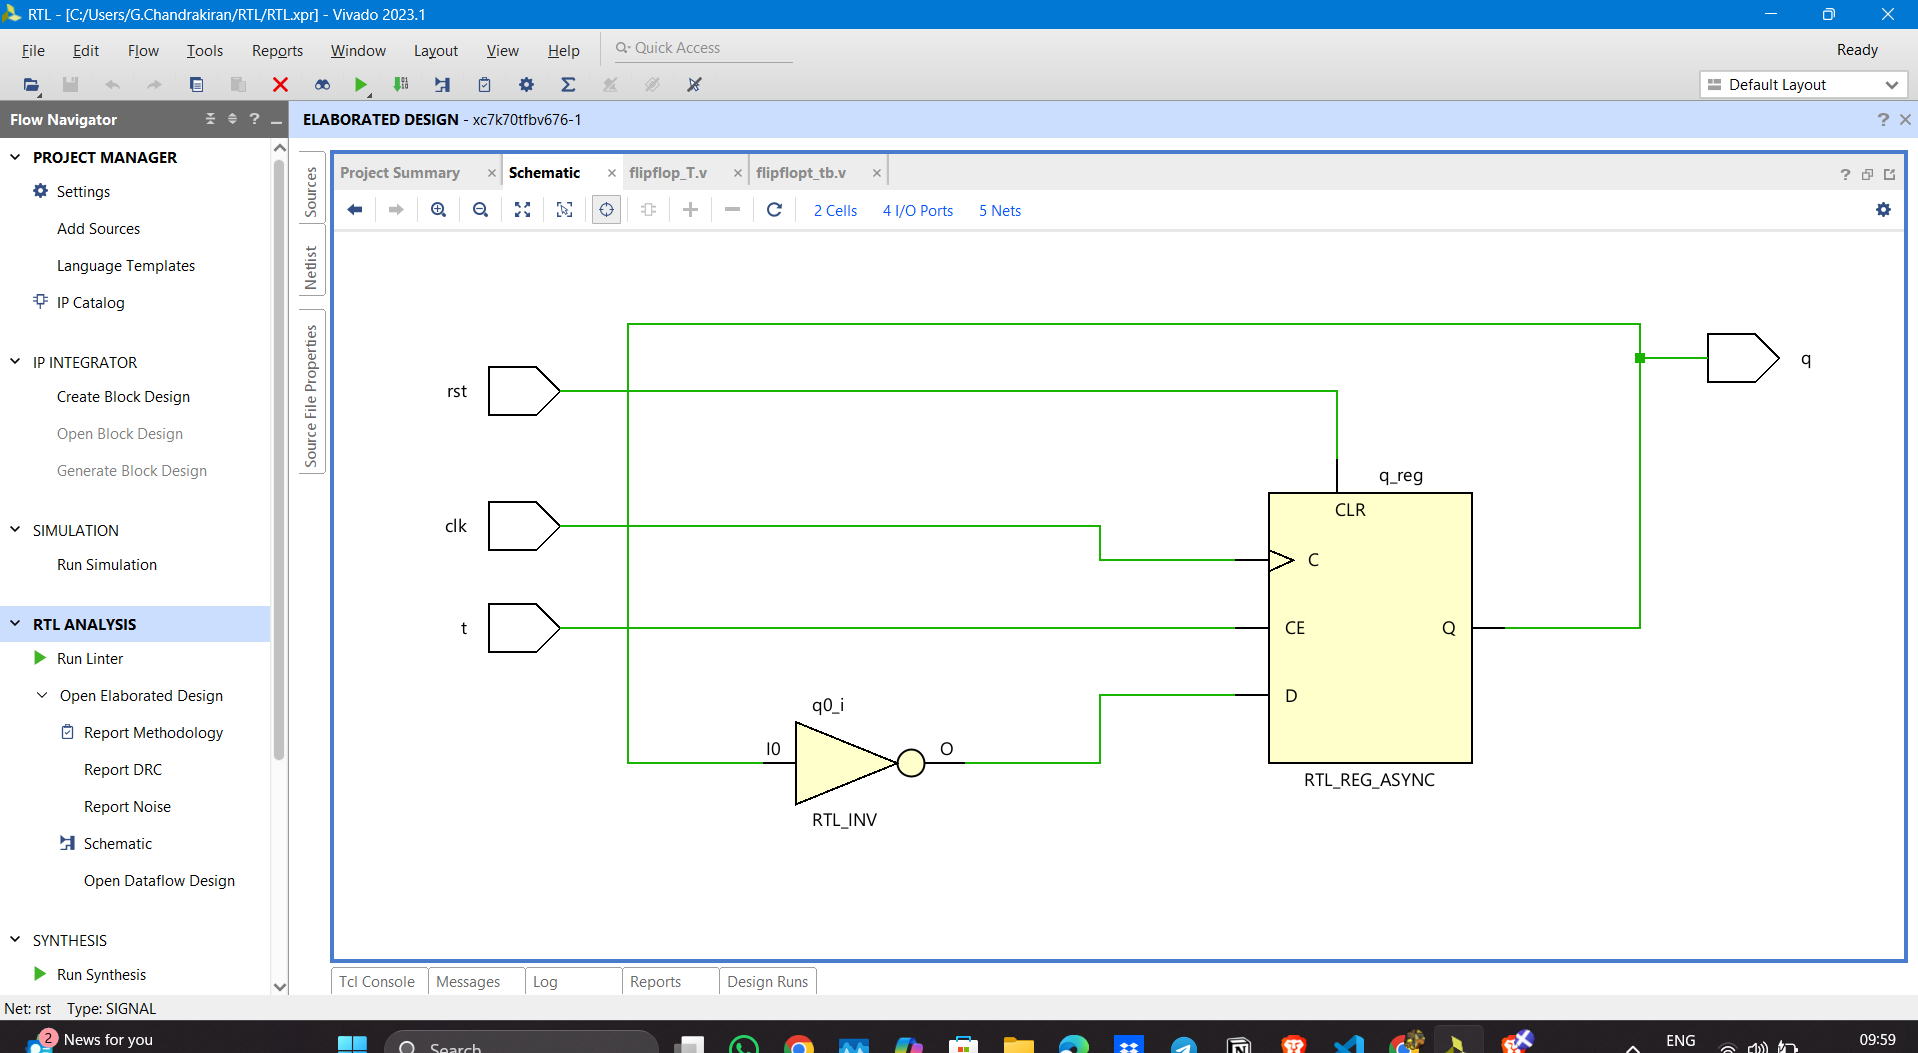 RTL - [C:/Users/G.Chandrakiran/RTL/RTL.xpr] - Vivado 2023.1
File Edit Flow Tools Reports Window Layout View Help Quick Access Ready
Default Layout
Flow Navigator ?
ELABORATED DESIGN - xc7k70tfbv676-1 ?
PROJECT MANAGER
Settings
Add Sources
Language Templates
IP Catalog
IP INTEGRATOR
Create Block Design
Open Block Design
Generate Block Design
SIMULATION
Run Simulation
RTL ANALYSIS
Run Linter
Open Elaborated Design
Report Methodology
Report DRC
Report Noise
Schematic
Open Dataflow Design
SYNTHESIS
Run Synthesis
Sources
Netlist
Source File Properties
Project Summary Schematic flipflop_T.v flipflopt_tb.v ?
2 Cells 4 I/O Ports 5 Nets
q
rst
q_reg
CLR
clk
C
t
CE Q
D
q0_i
I0 O
RTL_REG_ASYNC
RTL_INV
Tcl Console Messages Log Reports Design Runs
Net: rst Type: SIGNAL
2 News for you
Search
ENG
09:59